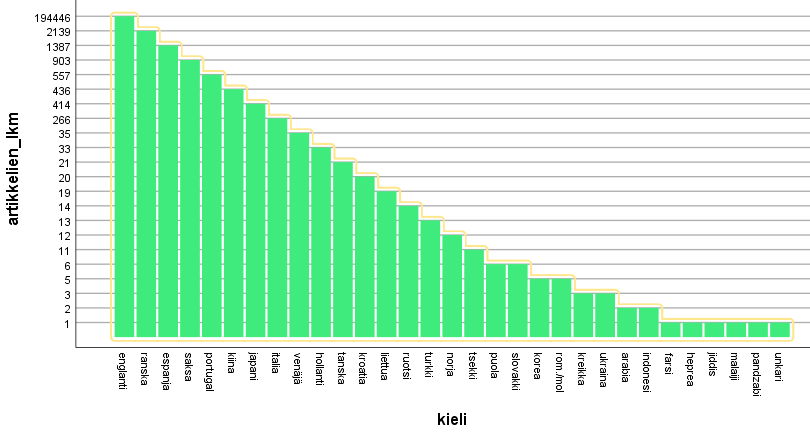 artikkelien_lkm
194446
2139
1387
903
557
436
414
266
35
33
21
20
19
14
13
12
11
6
5
3
2
1
englanti
ranska
espanja
saksa
portugal
kiina
japani
italia
venäjä
hollanti
tanska
kroatia
liettua
ruotsi
turkki
norja
tsekki
puola
slovakki
korea
rom./mol
kreikka
ukraina
arabia
indonesi
farsi
heprea
jiddis
malaiji
pandzabi
unkari
kieli